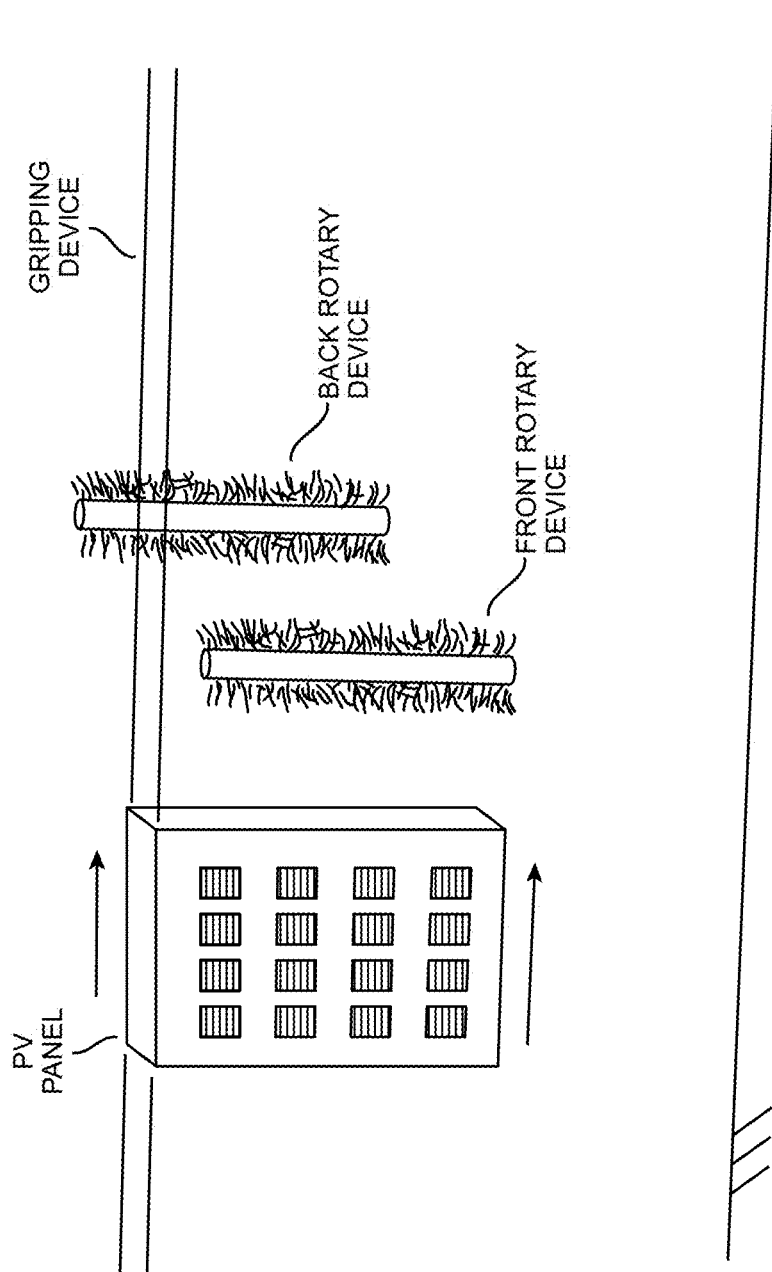 PV
PANEL
GRIPPING
DEVICE
BACK ROTARY
DEVICE
FRONT ROTARY
DEVICE